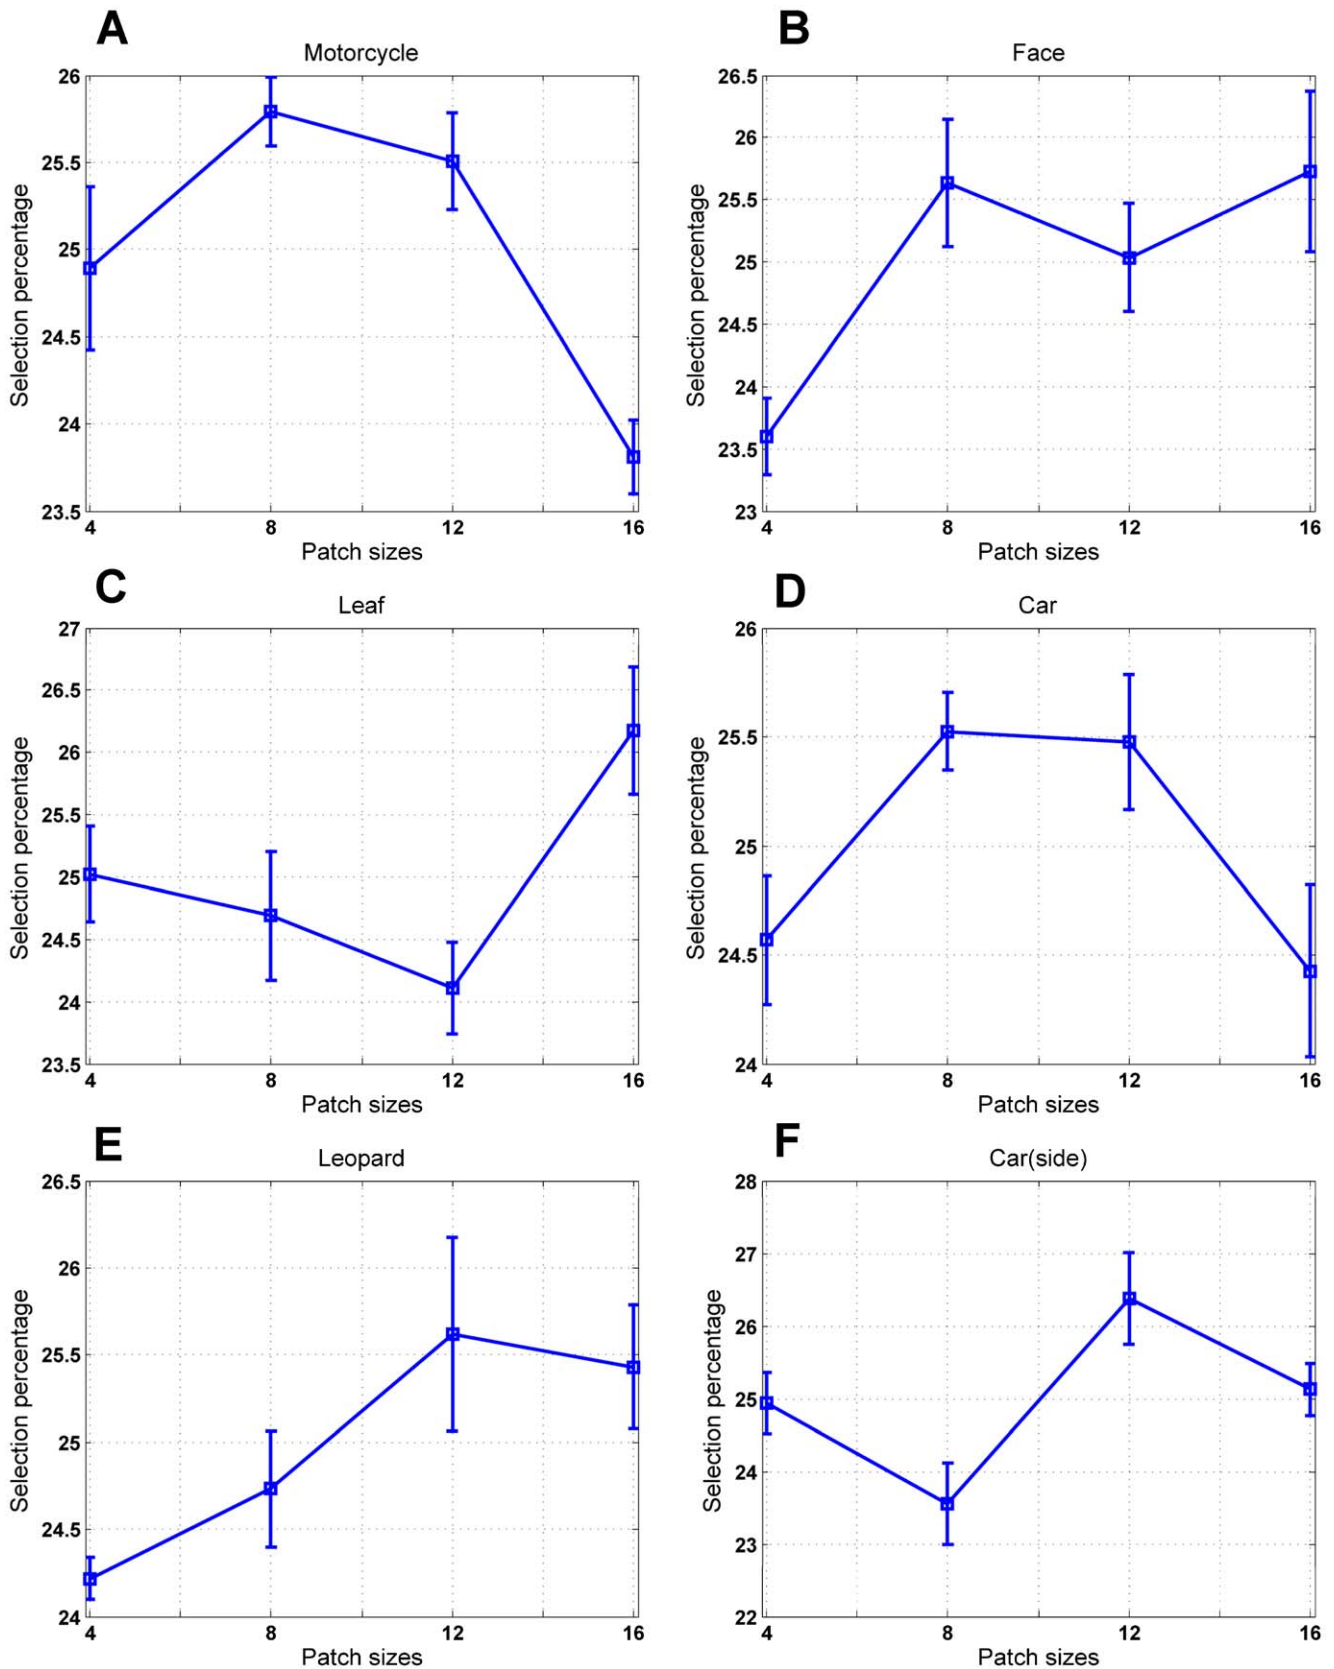 A
Motorcycle
26
25.5
25
24.5
24
23.5
Selection percentage
4 8 12 16
Patch sizes
B
Face
26.5
26
25.5
25
24.5
24
23.5
23
Selection percentage
4 8 12 16
Patch sizes
C
Leaf
27
26.5
26
25.5
25
24.5
24
23.5
Selection percentage
4 8 12 16
Patch sizes
D
Car
26
25.5
25
24.5
24
Selection percentage
4 8 12 16
Patch sizes
E
Leopard
26.5
26
25.5
25
24.5
24
Selection percentage
4 8 12 16
Patch sizes
F
Car(side)
28
27
26
25
24
23
22
Selection percentage
4 8 12 16
Patch sizes